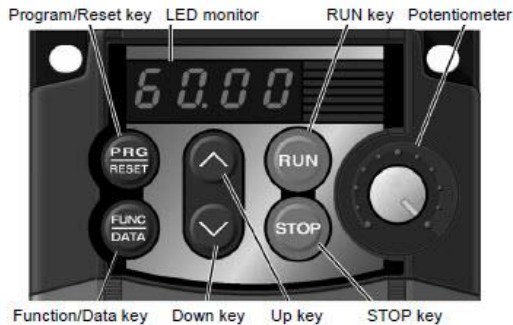 Program/Reset key LED monitor RUN key Potentiometer
60.00
PRG
RESET
RUN
FUNC
DATA
STOP
Function/Data key Down key Up key STOP key